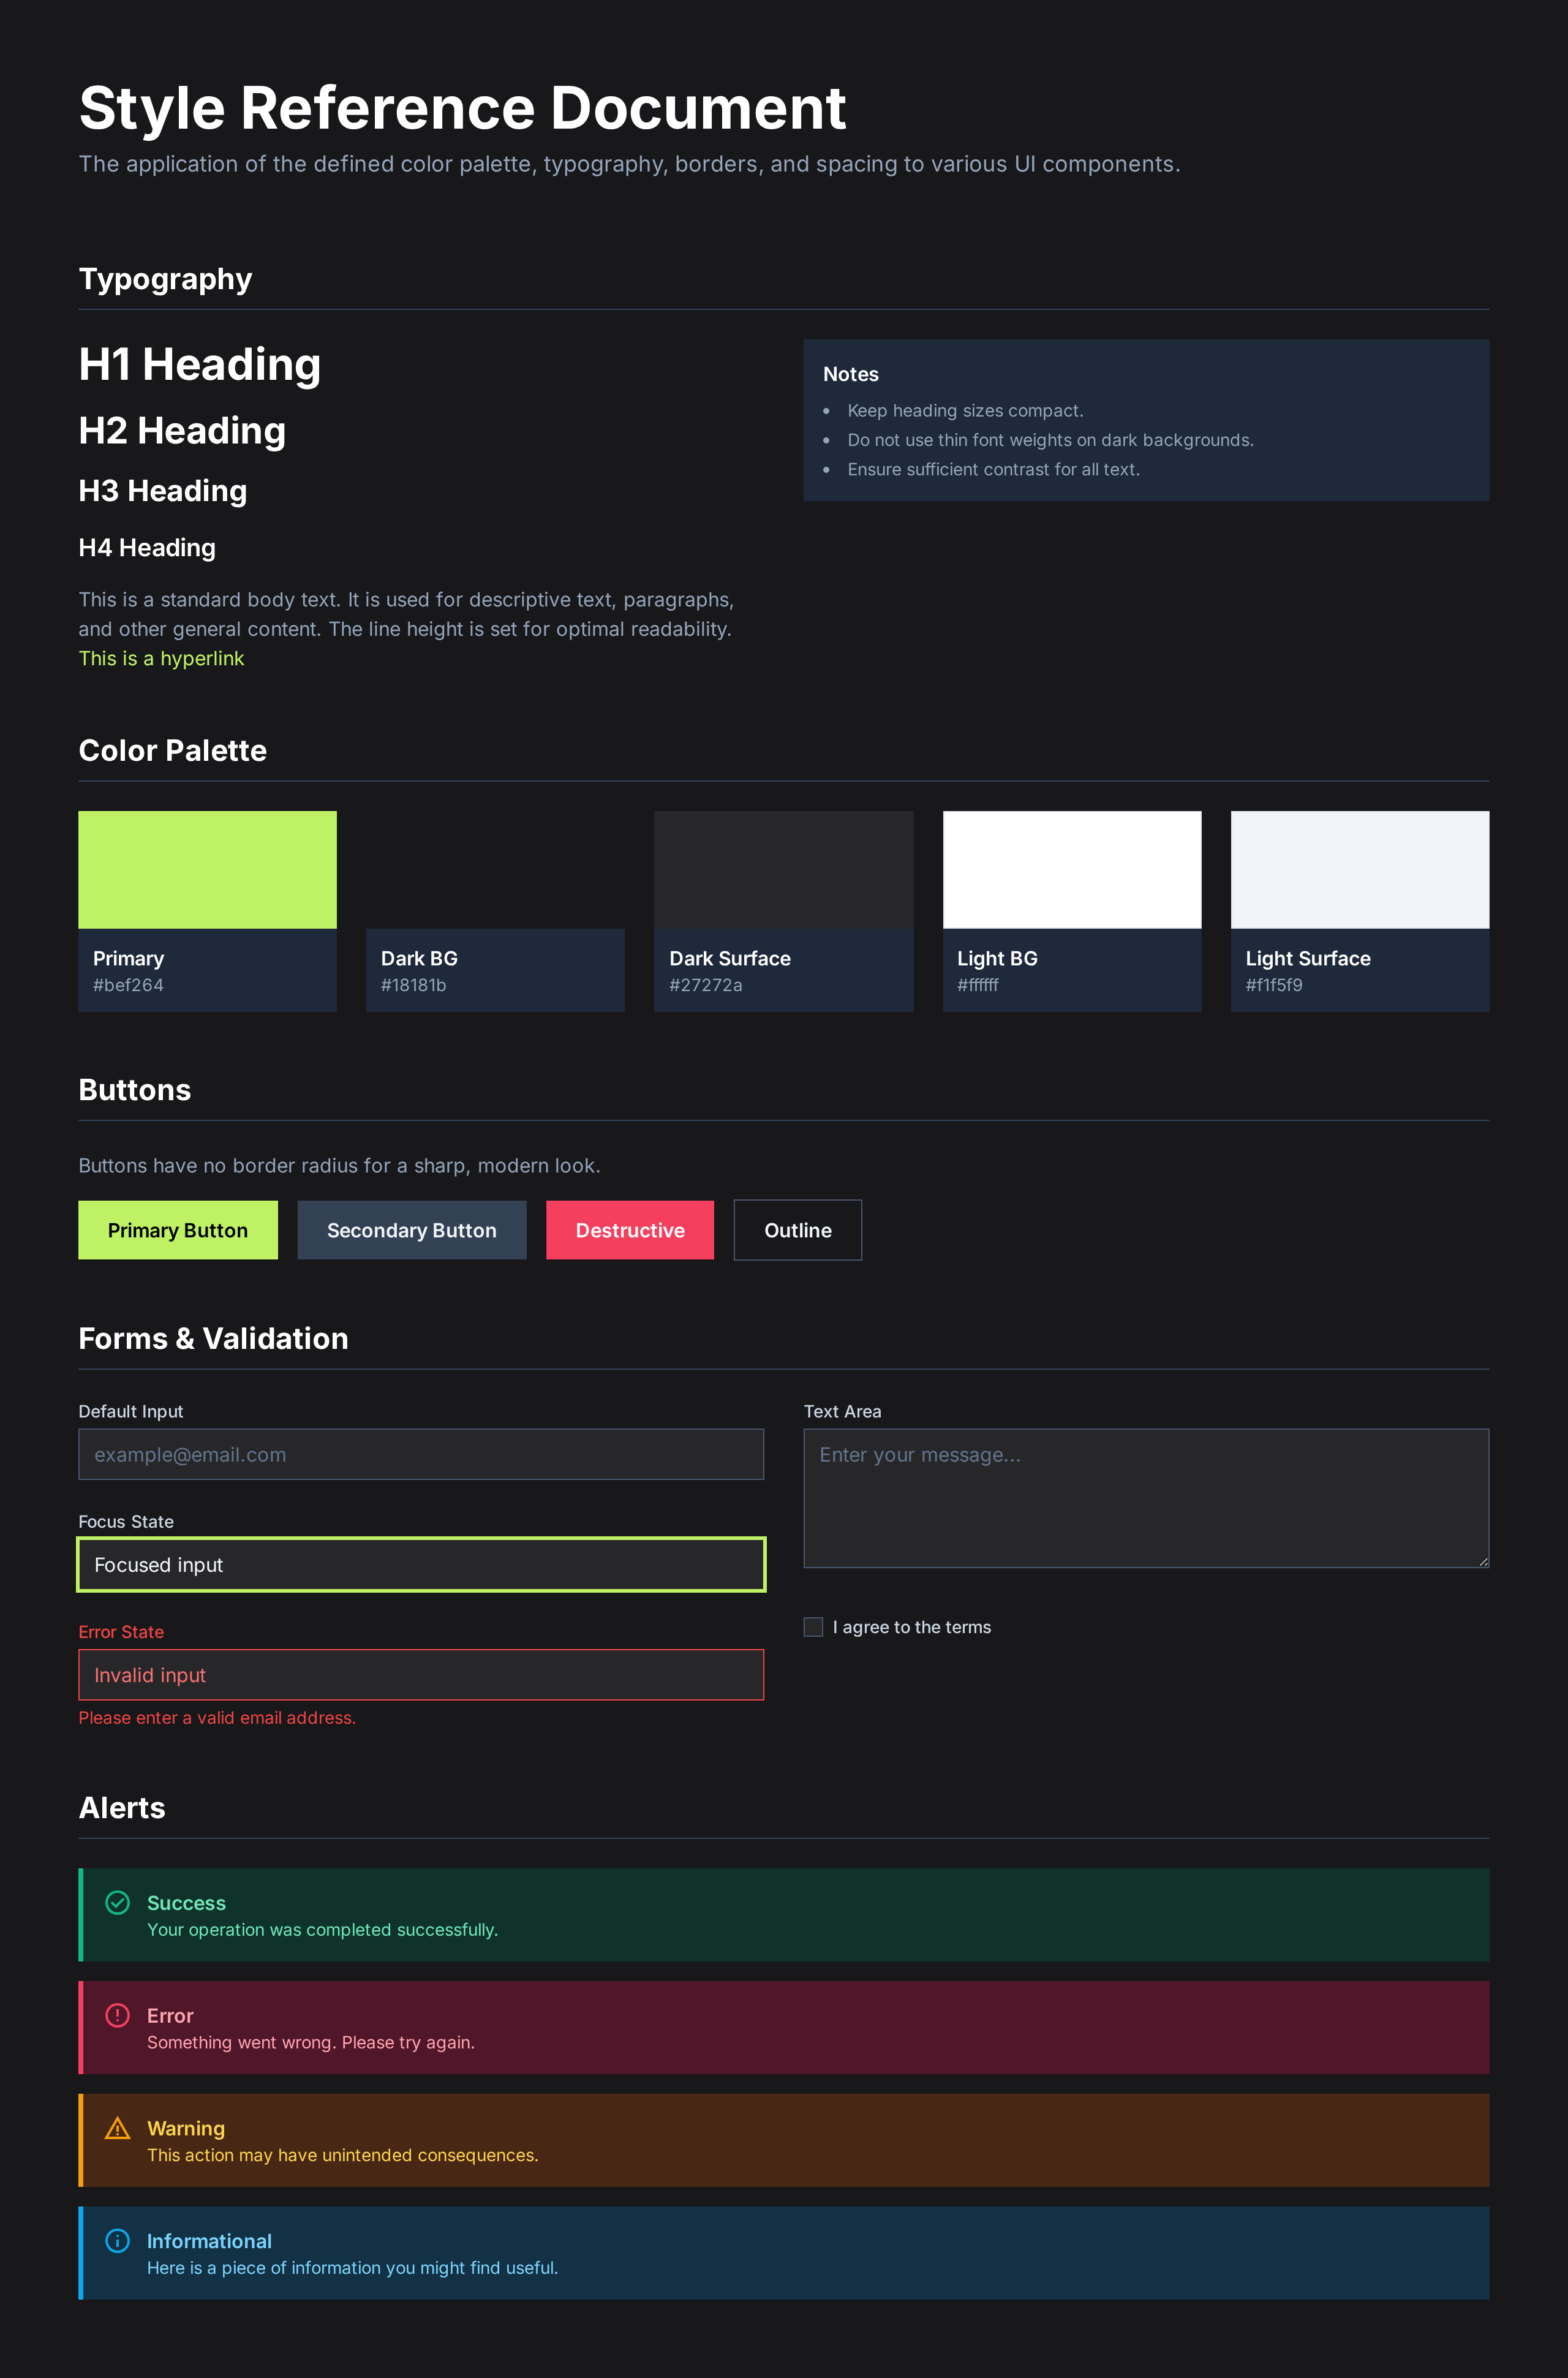 Style Reference Document
The application of the defined color palette, typography, borders, and spacing to various UI components.
Typography
H1 Heading
H2 Heading
H3 Heading
H4 Heading
This is a standard body text. It is used for descriptive text, paragraphs,
and other general content. The line height is set for optimal readability.
This is a hyperlink
Notes
Keep heading sizes compact.
Do not use thin font weights on dark backgrounds.
Ensure sufficient contrast for all text.
Color Palette
Primary
#bef264
Dark BG
#18181b
Dark Surface
#27272a
Light BG
#ffffff
Light Surface
#f1f5f9
Buttons
Buttons have no border radius for a sharp, modern look.
Primary Button
Secondary Button
Destructive
Outline
Forms & Validation
Default Input
example@email.com
Focus State
Focused input
Error State
Invalid input
Please enter a valid email address.
Text Area
Enter your message...
I agree to the terms
Alerts
Success
Your operation was completed successfully.
Error
Something went wrong. Please try again.
Warning
This action may have unintended consequences.
Informational
Here is a piece of information you might find useful.